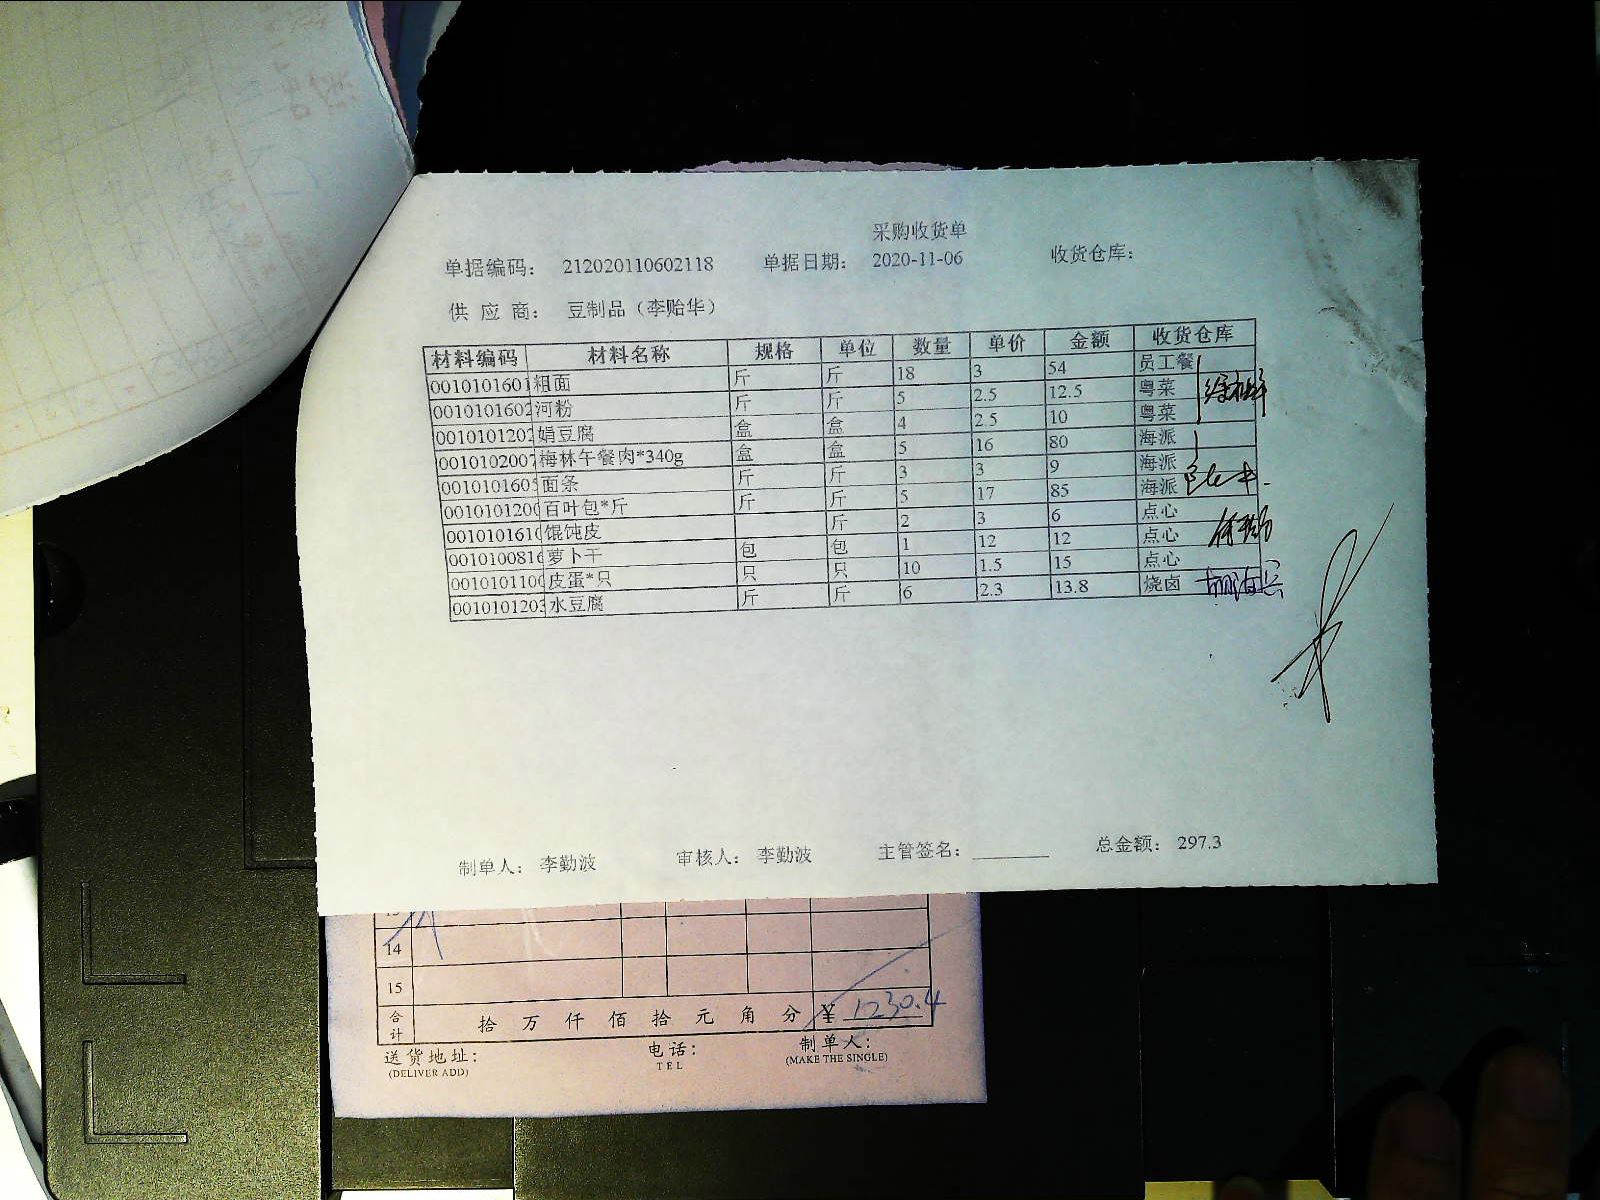 采购收货单
单据编码： 212020110602118 单据日期： 2020-11-06 收货仓库：
供 应 商： 豆制品（李贻华）
材料编码 材料名称 规格 单位 数量 单价 金额 收货仓库
0010101601 粗面 斤 斤 18 3 54 员工餐
0010101602 河粉 斤 斤 5 2.5 12.5 粤菜
0010101202 娟豆腐 盒 盒 4 2.5 10 粤菜
0010102007 梅林午餐肉*340g 盒 盒 5 16 80 海派
0010101605 面条 斤 斤 3 3 9 海派
0010101200 百叶包*斤 斤 斤 5 17 85 海派
001010161 馄饨皮 斤 2 3 6 点心
0010100816 萝卜干 包 包 1 12 12 点心
0010101100 皮蛋*只 只 只 10 1.5 15 点心
0010101203 水豆腐 斤 斤 6 2.3 13.8 烧卤
制单人： 李勤波 审核人： 李勤波 主管签名： 总金额： 297.3
14
15
合计 拾 万 仟 佰 拾 元 角 分 ¥ 1230.4
送货地址： 电话： 制单人：
(DELIVER ADD) TEL (MAKE THE SINGLE)